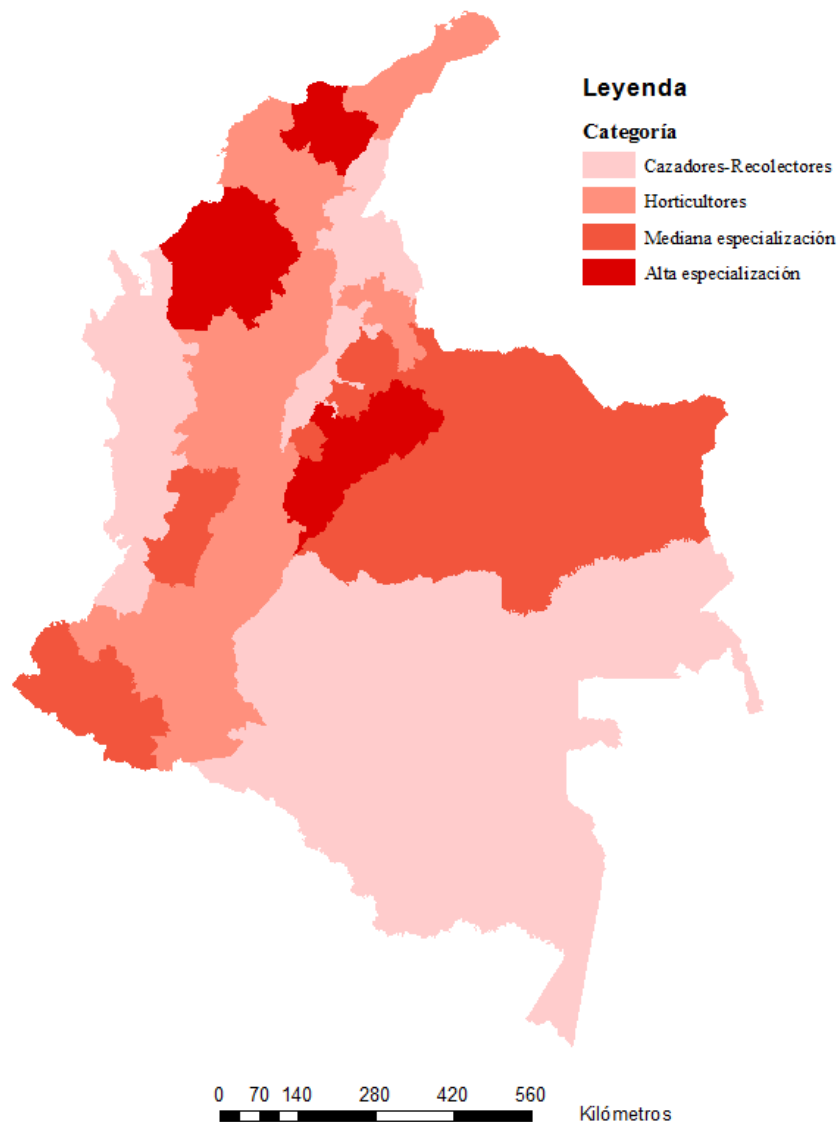 Leyenda
Categoría
Cazadores-Recolectores
Horticultores
Mediana especialización
Alta especialización
0 70 140 280 420 560
Kilómetros